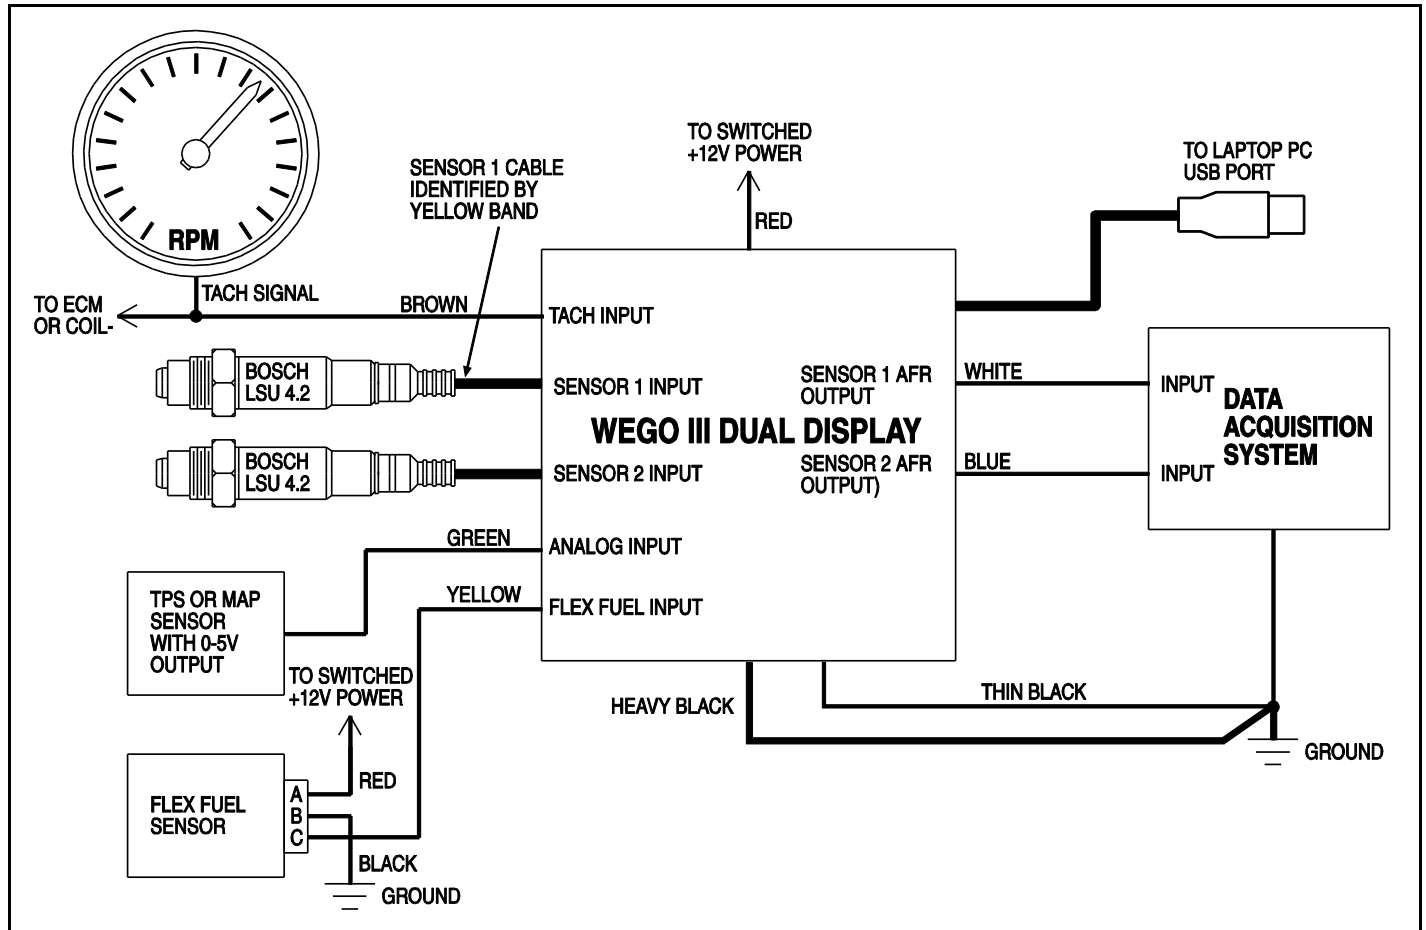 TO SWITCHED
+12V POWER
RED
TO LAPTOP PC
USB PORT
SENSOR 1 CABLE
IDENTIFIED BY
YELLOW BAND
RPM
TACH SIGNAL
TO ECM
OR COIL-
BROWN
TACH INPUT
BOSCH
LSU 4.2
SENSOR 1 INPUT
SENSOR 1 AFR
OUTPUT
WHITE
INPUT
DATA
ACQUISITION
SYSTEM
WEGO III DUAL DISPLAY
BOSCH
LSU 4.2
SENSOR 2 INPUT
SENSOR 2 AFR
OUTPUT)
BLUE
INPUT
GREEN
ANALOG INPUT
YELLOW
FLEX FUEL INPUT
TPS OR MAP
SENSOR
WITH 0-5V
OUTPUT
TO SWITCHED
+12V POWER
HEAVY BLACK
THIN BLACK
GROUND
RED
FLEX FUEL
SENSOR
A
B
C
BLACK
GROUND